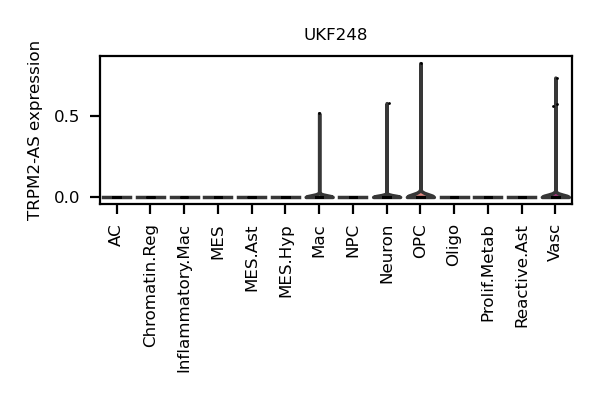 UKF248
TRPM2-AS expression
0.5
0.0
AC
Chromatin.Reg
Inflammatory.Mac
MES
MES.Ast
MES.Hyp
Mac
NPC
Neuron
OPC
Oligo
Prolif.Metab
Reactive.Ast
Vasc